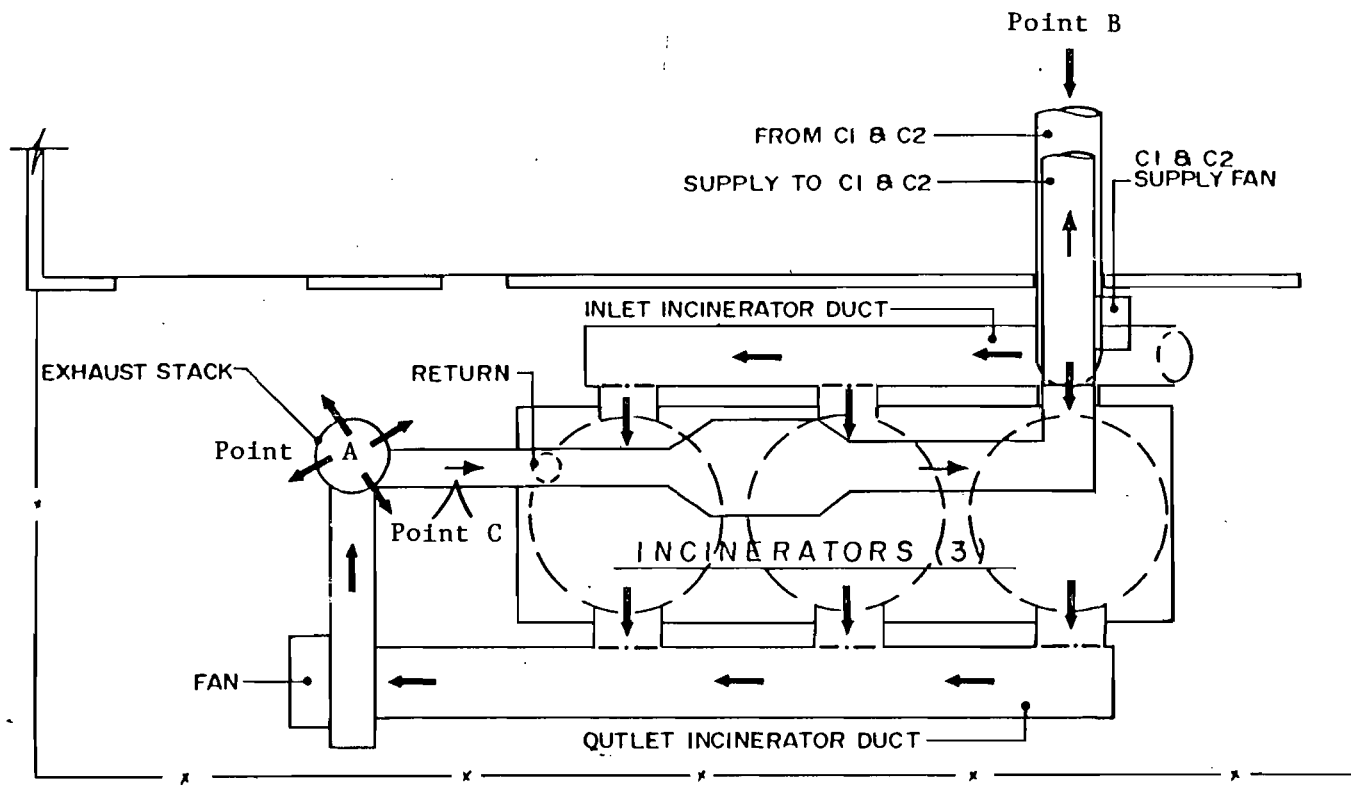 Point B
FROM C1 & C2
C1 & C2
SUPPLY FAN
SUPPLY TO C1 & C2
INLET INCINERATOR DUCT
EXHAUST STACK
RETURN
Point A
Point C
INCINERATORS (3)
FAN
OUTLET INCINERATOR DUCT